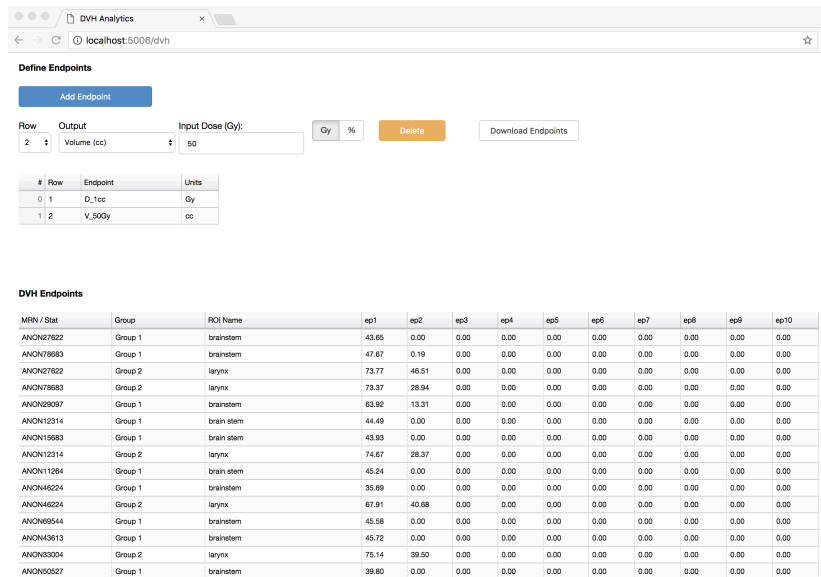 DVH Analytics ×
localhost:5006/dvh
Define Endpoints
Add Endpoint
Row Output Input Dose (Gy):
2 Volume (cc) 50 Gy % Delete Download Endpoints
# Row Endpoint Units
0 1 D_1cc Gy
1 2 V_50Gy cc
DVH Endpoints
MRN / Stat Group ROI Name ep1 ep2 ep3 ep4 ep5 ep6 ep7 ep8 ep9 ep10
ANON27622 Group 1 brainstem 43.65 0.00 0.00 0.00 0.00 0.00 0.00 0.00 0.00 0.00
ANON78683 Group 1 brainstem 47.67 0.19 0.00 0.00 0.00 0.00 0.00 0.00 0.00 0.00
ANON27622 Group 2 larynx 73.77 46.51 0.00 0.00 0.00 0.00 0.00 0.00 0.00 0.00
ANON78683 Group 2 larynx 73.37 28.94 0.00 0.00 0.00 0.00 0.00 0.00 0.00 0.00
ANON29097 Group 1 brainstem 63.92 13.31 0.00 0.00 0.00 0.00 0.00 0.00 0.00 0.00
ANON12314 Group 1 brain stem 44.49 0.00 0.00 0.00 0.00 0.00 0.00 0.00 0.00 0.00
ANON15683 Group 1 brain stem 43.93 0.00 0.00 0.00 0.00 0.00 0.00 0.00 0.00 0.00
ANON12314 Group 2 larynx 74.67 28.37 0.00 0.00 0.00 0.00 0.00 0.00 0.00 0.00
ANON11264 Group 1 brain stem 45.24 0.00 0.00 0.00 0.00 0.00 0.00 0.00 0.00 0.00
ANON46224 Group 1 brainstem 35.89 0.00 0.00 0.00 0.00 0.00 0.00 0.00 0.00 0.00
ANON46224 Group 2 larynx 67.91 40.68 0.00 0.00 0.00 0.00 0.00 0.00 0.00 0.00
ANON69544 Group 1 brainstem 45.58 0.00 0.00 0.00 0.00 0.00 0.00 0.00 0.00 0.00
ANON43613 Group 1 brainstem 45.72 0.00 0.00 0.00 0.00 0.00 0.00 0.00 0.00 0.00
ANON33004 Group 2 larynx 75.14 39.50 0.00 0.00 0.00 0.00 0.00 0.00 0.00 0.00
ANON50527 Group 1 brainstem 39.80 0.00 0.00 0.00 0.00 0.00 0.00 0.00 0.00 0.00